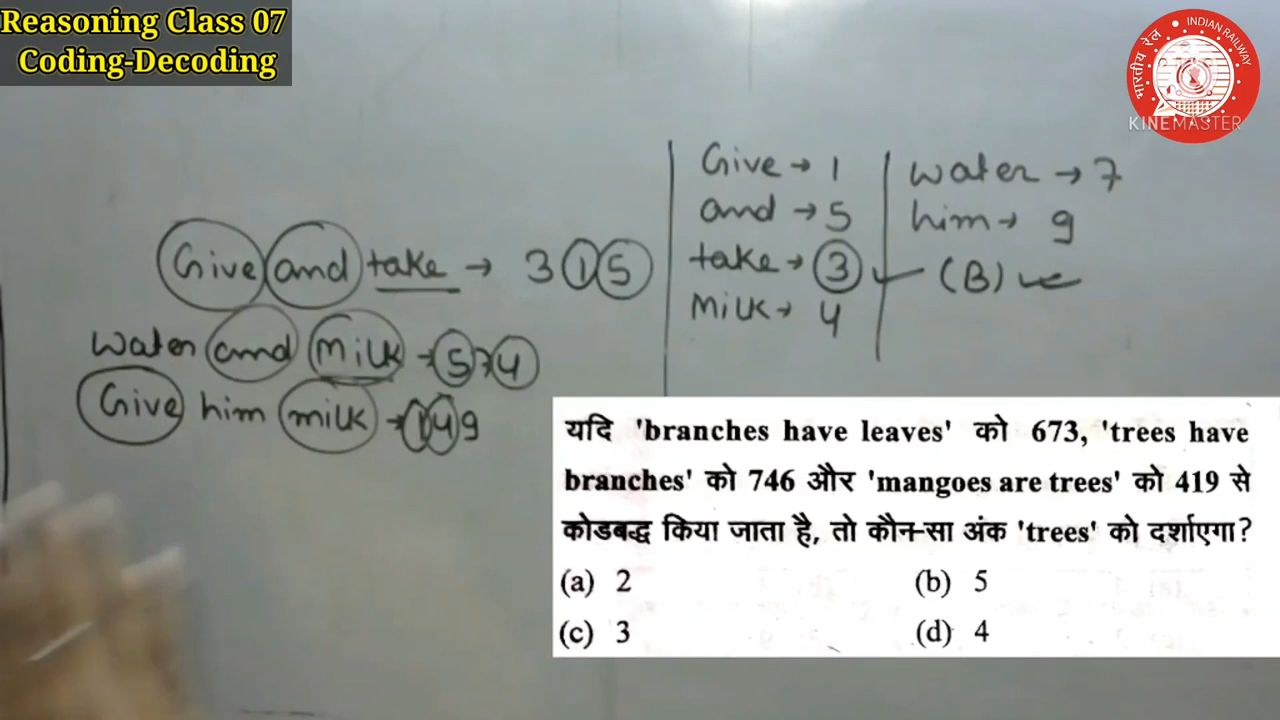 Reasoning Class 07
Coding-Decoding
भारतीय रेल INDIAN RAILWAY
KINEMASTER
Give and take → 3 1 5
Water and Milk → 5 7 4
Give him milk → 1 4 9
Give → 1
and → 5
take → 3
Milk → 4
water → 7
him → 9
(B)
यदि 'branches have leaves' को 673, 'trees have
branches' को 746 और 'mangoes are trees' को 419 से
कोडबद्ध किया जाता है, तो कौन-सा अंक 'trees' को दर्शाएगा?
(a) 2 (b) 5
(c) 3 (d) 4